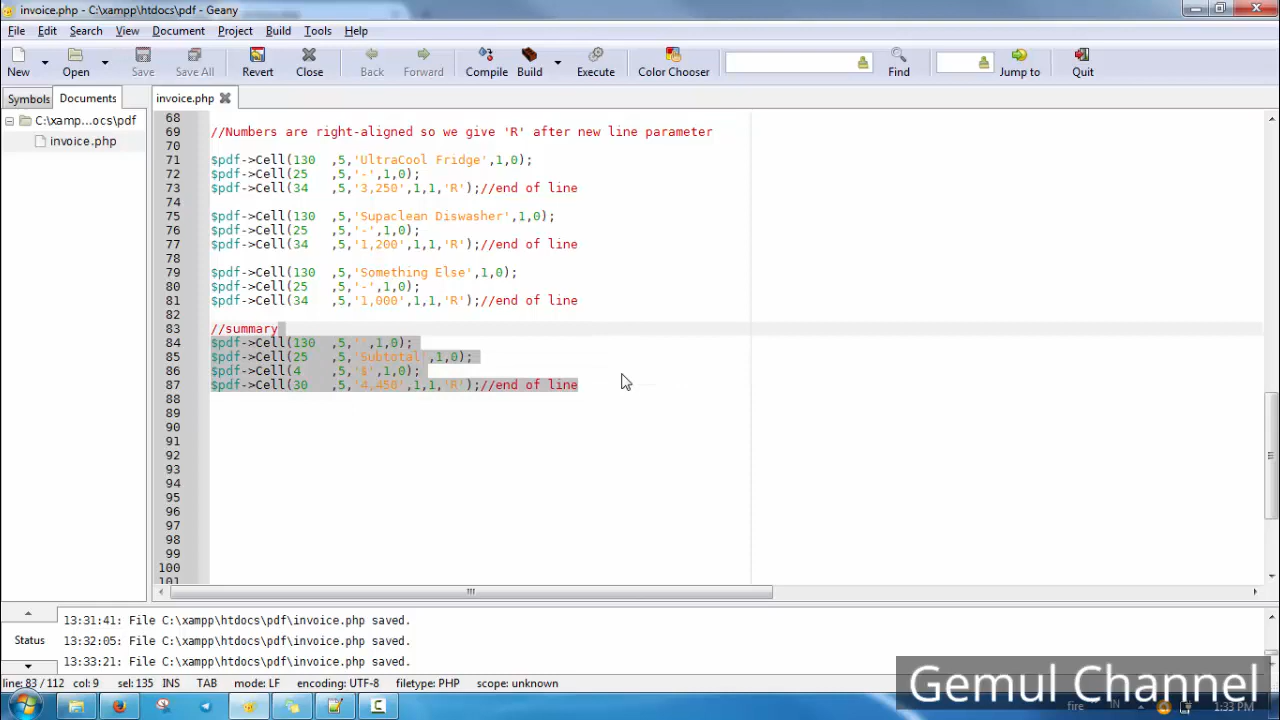 invoice.php - C:\xampp\htdocs\pdf - Geany
File Edit Search View Document Project Build Tools Help
New Open Save Save All Revert Close Back Forward Compile Build Execute Color Chooser Find Jump to Quit
Symbols Documents invoice.php
C:\xamp...ocs\pdf
invoice.php
68
69 //Numbers are right-aligned so we give 'R' after new line parameter
70
71 $pdf->Cell(130 ,5,'UltraCool Fridge',1,0);
72 $pdf->Cell(25 ,5,'-',1,0);
73 $pdf->Cell(34 ,5,'3,250',1,1,'R');//end of line
74
75 $pdf->Cell(130 ,5,'Supaclean Diswasher',1,0);
76 $pdf->Cell(25 ,5,'-',1,0);
77 $pdf->Cell(34 ,5,'1,200',1,1,'R');//end of line
78
79 $pdf->Cell(130 ,5,'Something Else',1,0);
80 $pdf->Cell(25 ,5,'-',1,0);
81 $pdf->Cell(34 ,5,'1,000',1,1,'R');//end of line
82
83 //summary
84 $pdf->Cell(130 ,5,'',1,0);
85 $pdf->Cell(25 ,5,'Subtotal',1,0);
86 $pdf->Cell(4 ,5,'$',1,0);
87 $pdf->Cell(30 ,5,'4,450',1,1,'R');//end of line
88
89
90
91
92
93
94
95
96
97
98
99
100
101
13:31:41: File C:\xampp\htdocs\pdf\invoice.php saved.
Status 13:32:05: File C:\xampp\htdocs\pdf\invoice.php saved.
13:33:21: File C:\xampp\htdocs\pdf\invoice.php saved.
line: 83 / 112 col: 9 sel: 135 INS TAB mode: LF encoding: UTF-8 filetype: PHP scope: unknown
Gemul Channel
fire IN 1:33 PM